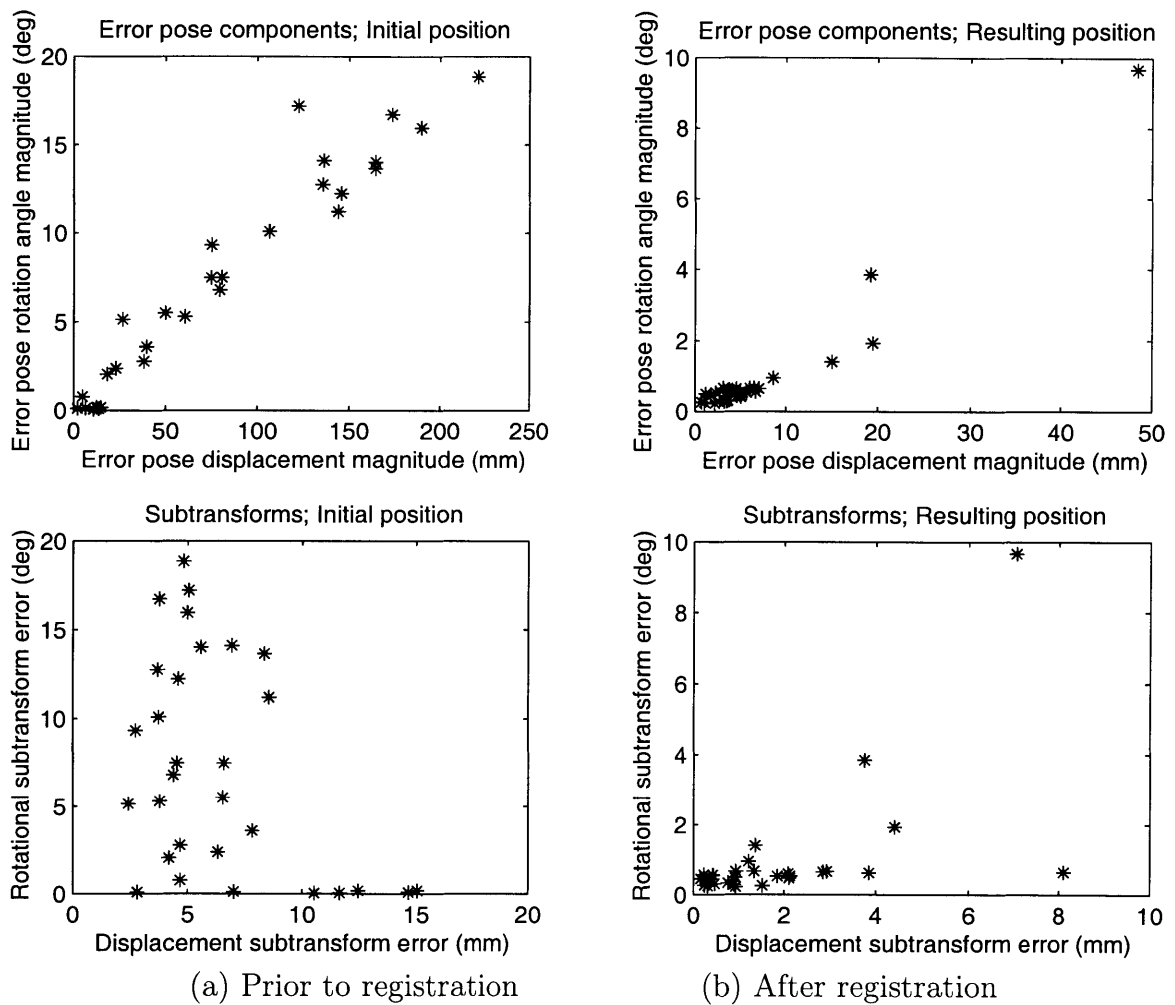 Error pose components; Initial position
Error pose rotation angle magnitude (deg)
20
15
10
5
0
0 50 100 150 200 250
Error pose displacement magnitude (mm)
Error pose components; Resulting position
Error pose rotation angle magnitude (deg)
10
8
6
4
2
0
0 10 20 30 40 50
Error pose displacement magnitude (mm)
Subtransforms; Initial position
Rotational subtransform error (deg)
20
15
10
5
0
0 5 10 15 20
Displacement subtransform error (mm)
Subtransforms; Resulting position
Rotational subtransform error (deg)
10
8
6
4
2
0
0 2 4 6 8 10
Displacement subtransform error (mm)
(a) Prior to registration
(b) After registration